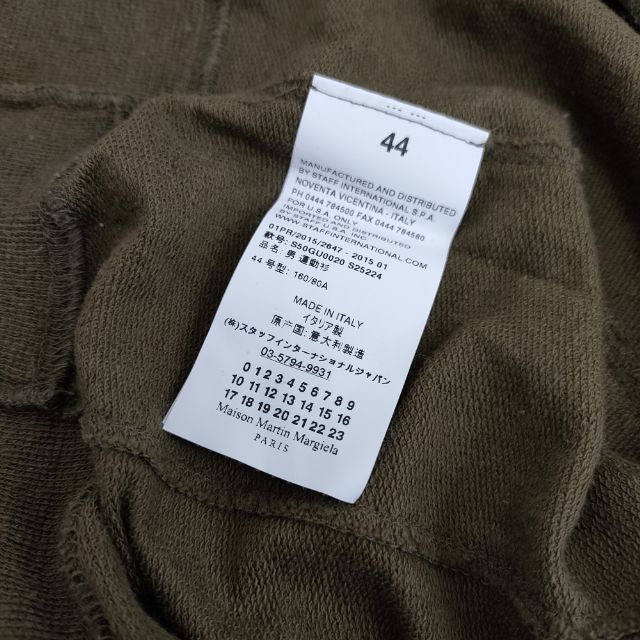 44
MANUFACTURED AND DISTRIBUTED
BY STAFF INTERNATIONAL S.P.A.
NOVENTA VICENTINA - ITALY
PH 0444 784500 FAX 0444 784560
FOR U.S.A. ONLY
IMPORTED AND DISTRIBUTED
BY STAFF U.S.A. INC.
WWW.STAFFINTERNATIONAL.COM
01PR/2015/264r - 2015 01
款号: S50GU0020 S25224
品名: 男 運動衫
44 号型: 160/80A
MADE IN ITALY
イタリア製
原产国:意大利製造
(株)スタッフインターナショナルジャパン
03-5794-9931
0 1 2 3 4 5 6 7 8 9
10 11 12 13 14 15 16
17 18 19 20 21 22 23
Maison Martin Margiela
PARIS